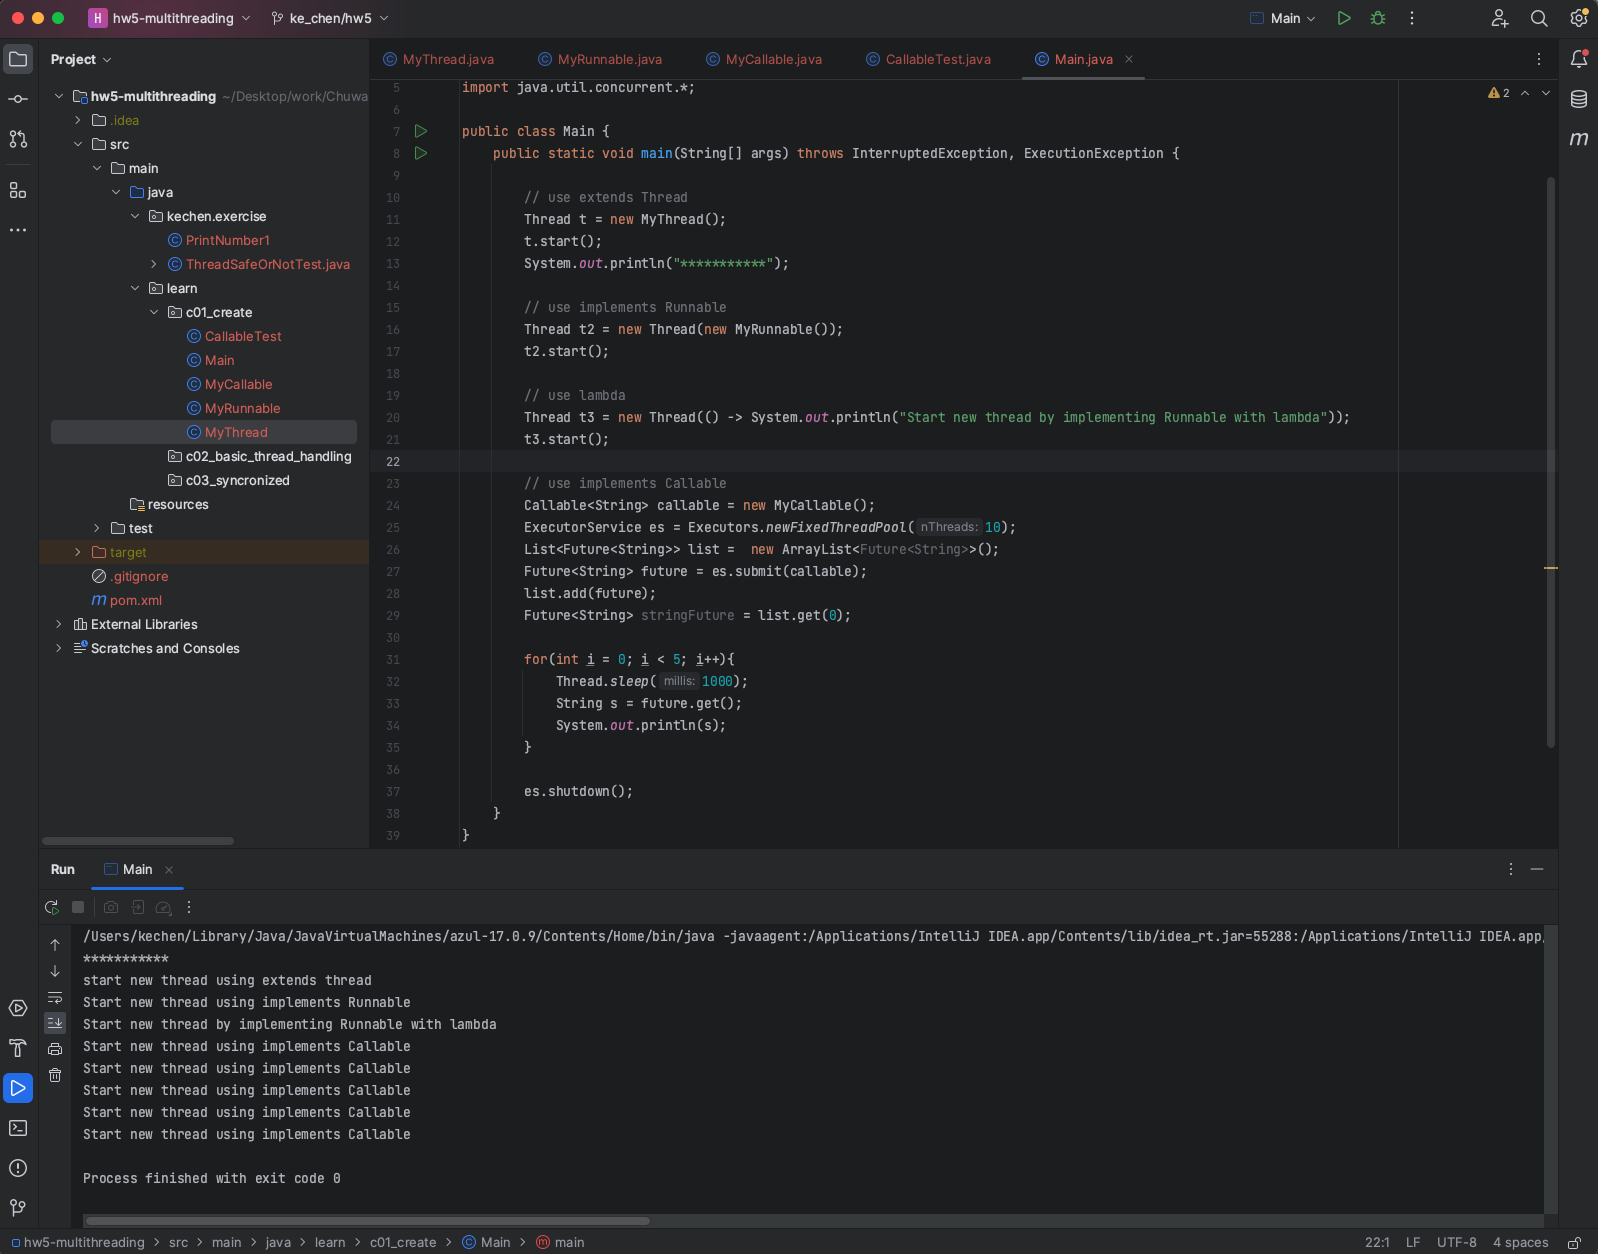 H hw5-multithreading ke_chen/hw5 Main
Project
hw5-multithreading ~/Desktop/work/Chuwa
.idea
src
main
java
kechen.exercise
PrintNumber1
ThreadSafeOrNotTest.java
learn
c01_create
CallableTest
Main
MyCallable
MyRunnable
MyThread
c02_basic_thread_handling
c03_syncronized
resources
test
target
.gitignore
pom.xml
External Libraries
Scratches and Consoles
MyThread.java MyRunnable.java MyCallable.java CallableTest.java Main.java
2
5 import java.util.concurrent.*;
6
7 public class Main {
8 public static void main(String[] args) throws InterruptedException, ExecutionException {
9
10 // use extends Thread
11 Thread t = new MyThread();
12 t.start();
13 System.out.println("***********");
14
15 // use implements Runnable
16 Thread t2 = new Thread(new MyRunnable());
17 t2.start();
18
19 // use lambda
20 Thread t3 = new Thread(() -> System.out.println("Start new thread by implementing Runnable with lambda"));
21 t3.start();
22
23 // use implements Callable
24 Callable<String> callable = new MyCallable();
25 ExecutorService es = Executors.newFixedThreadPool( nThreads: 10);
26 List<Future<String>> list =  new ArrayList<Future<String>>();
27 Future<String> future = es.submit(callable);
28 list.add(future);
29 Future<String> stringFuture = list.get(0);
30
31 for(int i = 0; i < 5; i++){
32 Thread.sleep( millis: 1000);
33 String s = future.get();
34 System.out.println(s);
35 }
36
37 es.shutdown();
38 }
39 }
Run Main
/Users/kechen/Library/Java/JavaVirtualMachines/azul-17.0.9/Contents/Home/bin/java -javaagent:/Applications/IntelliJ IDEA.app/Contents/lib/idea_rt.jar=55288:/Applications/IntelliJ IDEA.app/
***********
start new thread using extends thread
Start new thread using implements Runnable
Start new thread by implementing Runnable with lambda
Start new thread using implements Callable
Start new thread using implements Callable
Start new thread using implements Callable
Start new thread using implements Callable
Start new thread using implements Callable
Process finished with exit code 0
hw5-multithreading > src > main > java > learn > c01_create > Main > main 22:1 LF UTF-8 4 spaces